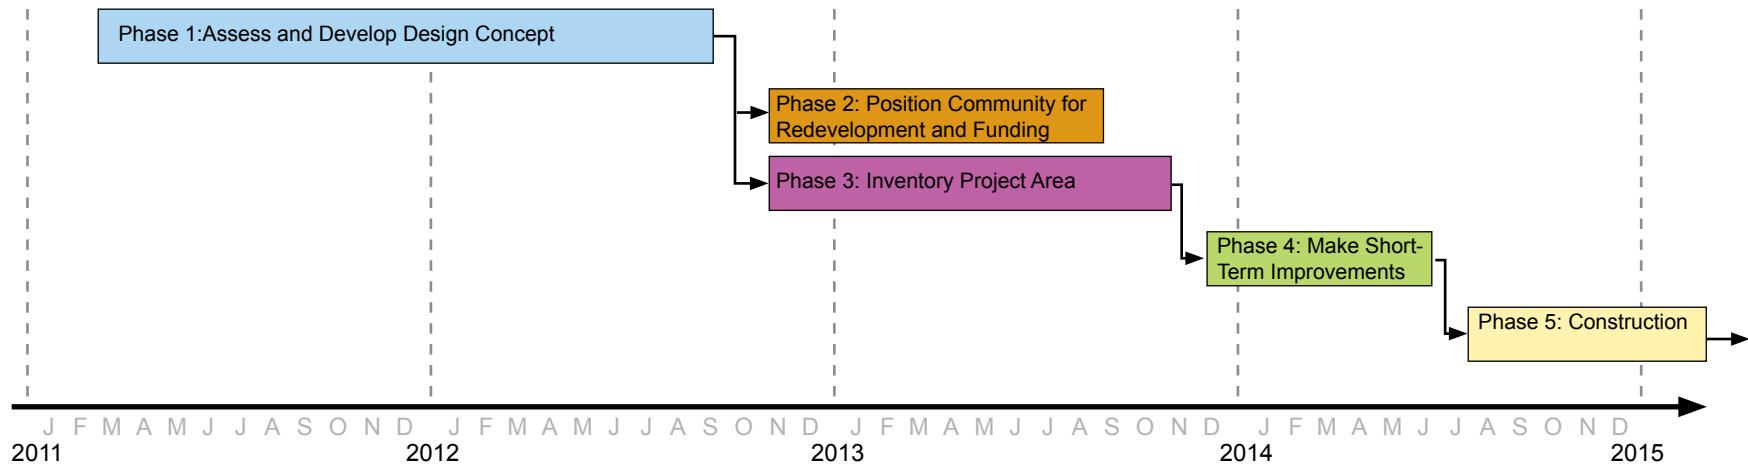 Phase 1:Assess and Develop Design Concept
Phase 2: Position Community for
Redevelopment and Funding
Phase 3: Inventory Project Area
Phase 4: Make Short-
Term Improvements
Phase 5: Construction
J F M A M J J A S O N D J F M A M J J A S O N D J F M A M J J A S O N D J F M A M J J A S O N D
2011 2012 2013 2014 2015